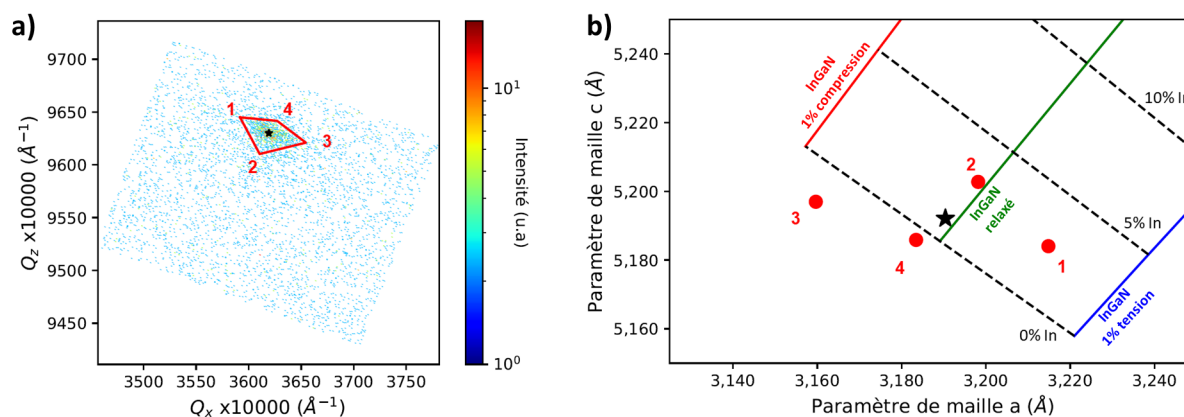 a)
9700
9650
9600
9550
9500
9450
3500
3550
3600
3650
3700
3750
Q_z x10000 (Å⁻¹)
Q_x x10000 (Å⁻¹)
1
4
3
2
10¹
10⁰
Intensité (u.a)
b)
5,240
5,220
5,200
5,180
5,160
3,140
3,160
3,180
3,200
3,220
3,240
Paramètre de maille c (Å)
Paramètre de maille a (Å)
InGaN
1% compression
InGaN
relaxé
InGaN
1% tension
10% In
5% In
0% In
2
3
4
1